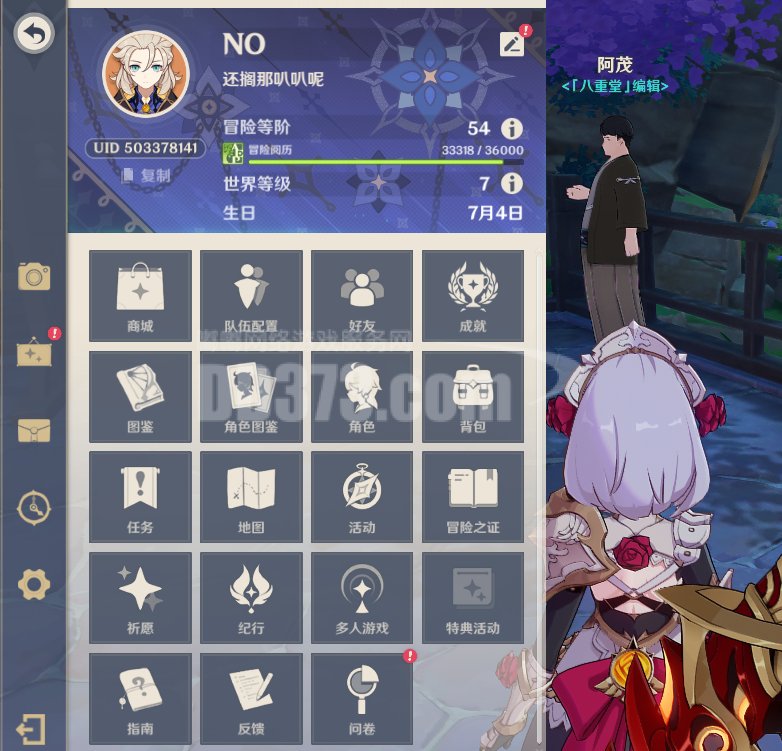 NO
还搁那叭叭呢
UID 503378141
复制
冒险等阶 54
冒险阅历 33318 / 36000
世界等级 7
生日 7月4日
阿茂
<「八重堂」编辑>
商城 队伍配置 好友 成就
图鉴 角色图鉴 角色 背包
DD373.com
任务 地图 活动 冒险之证
祈愿 纪行 多人游戏 特典活动
指南 反馈 问卷